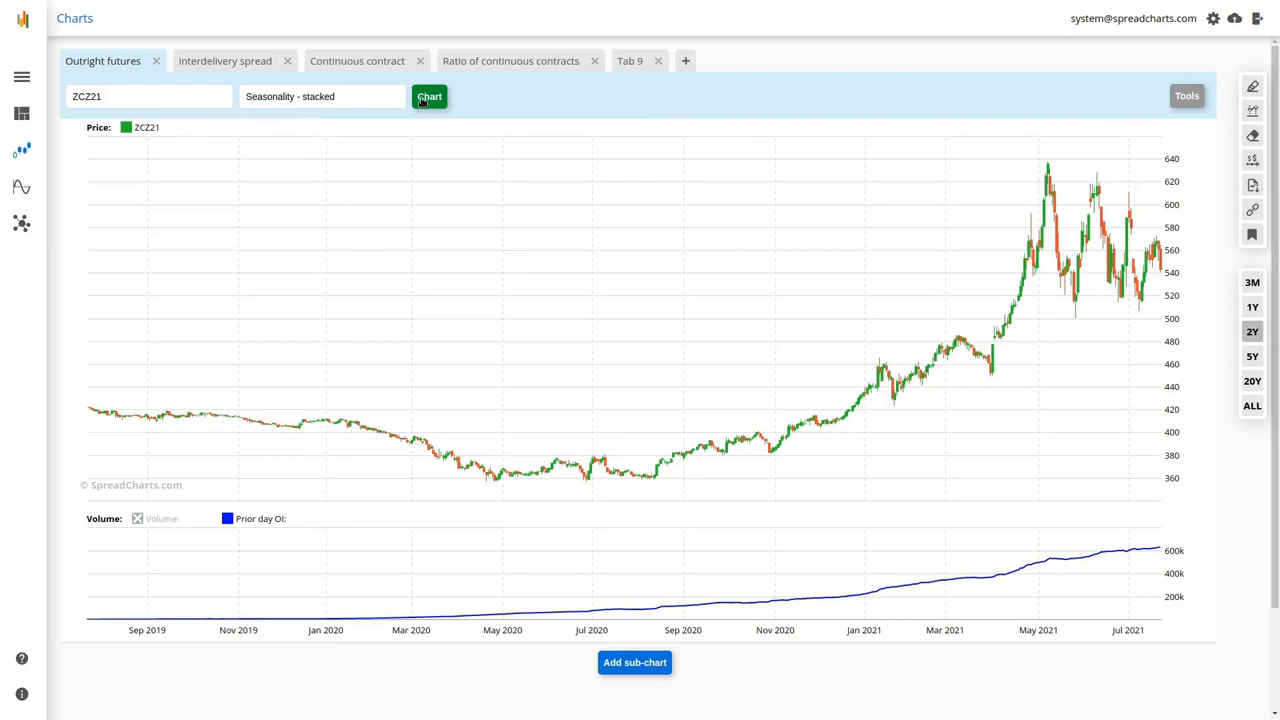 Charts
system@spreadcharts.com
Outright futures
Interdelivery spread
Continuous contract
Ratio of continuous contracts
Tab 9
+
ZCZ21
Seasonality - stacked
Chart
Tools
Price: ZCZ21
640
620
600
580
560
540
520
500
480
460
440
420
400
380
360
© SpreadCharts.com
Volume: Volume: Prior day OI:
600k
400k
200k
Sep 2019 Nov 2019 Jan 2020 Mar 2020 May 2020 Jul 2020 Sep 2020 Nov 2020 Jan 2021 Mar 2021 May 2021 Jul 2021
Add sub-chart
3M
1Y
2Y
5Y
20Y
ALL